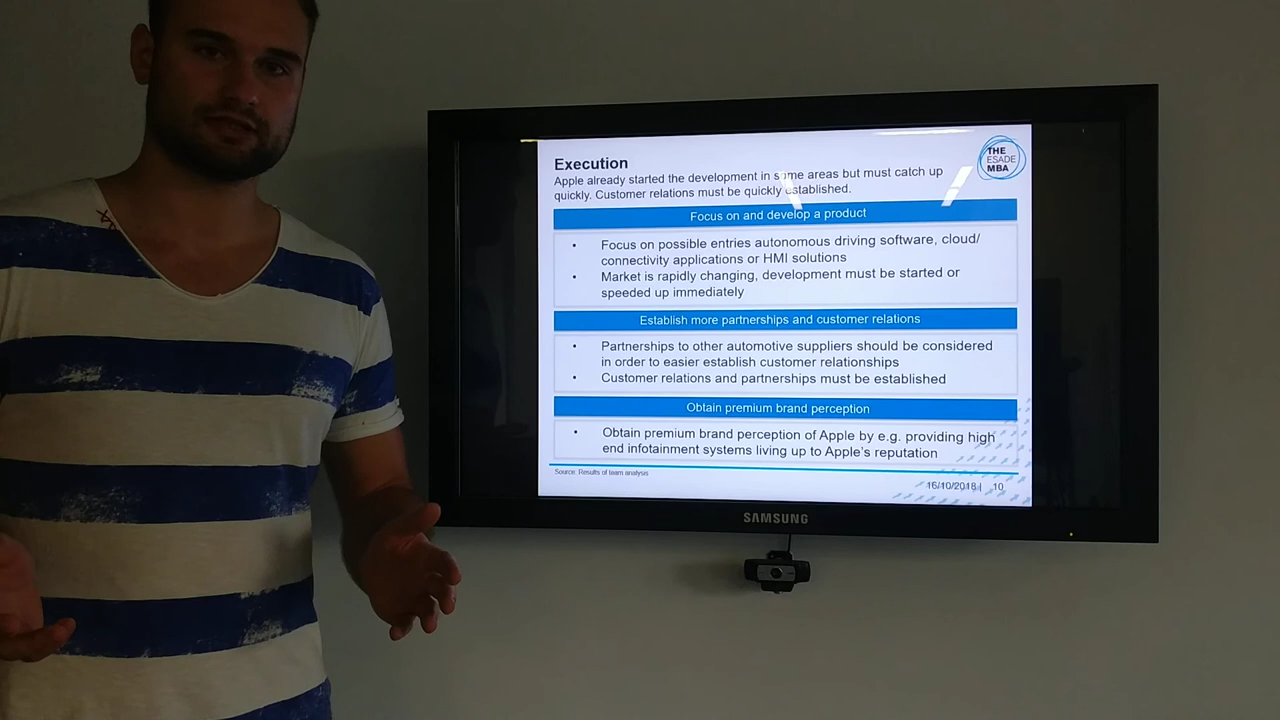 Execution
Apple already started the development in some areas but must catch up
quickly. Customer relations must be quickly established.
THE
ESADE
MBA
Focus on and develop a product
• Focus on possible entries autonomous driving software, cloud/
connectivity applications or HMI solutions
• Market is rapidly changing, development must be started or
speeded up immediately
Establish more partnerships and customer relations
• Partnerships to other automotive suppliers should be considered
in order to easier establish customer relationships
• Customer relations and partnerships must be established
Obtain premium brand perception
• Obtain premium brand perception of Apple by e.g. providing high
end infotainment systems living up to Apple's reputation
Source: Results of team analysis
16/10/2018 | 10
SAMSUNG